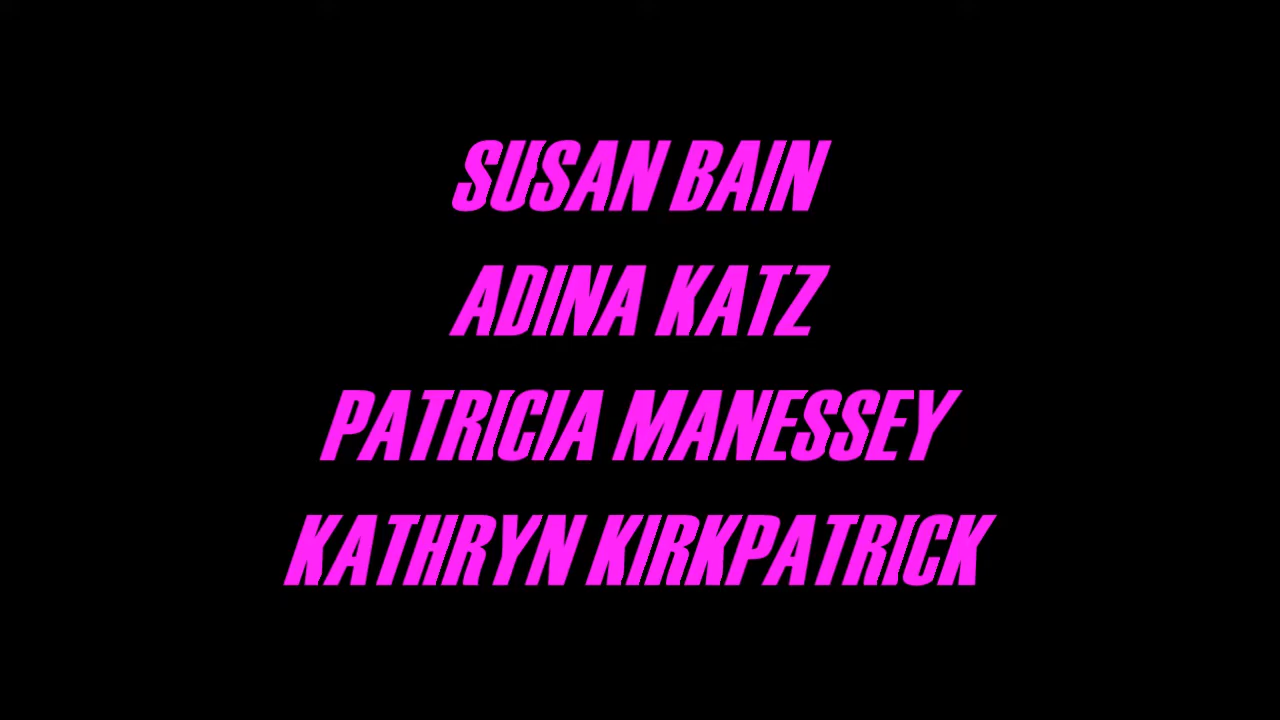 SUSAN BAIN
ADINA KATZ
PATRICIA MANESSEY
KATHRYN KIRKPATRICK